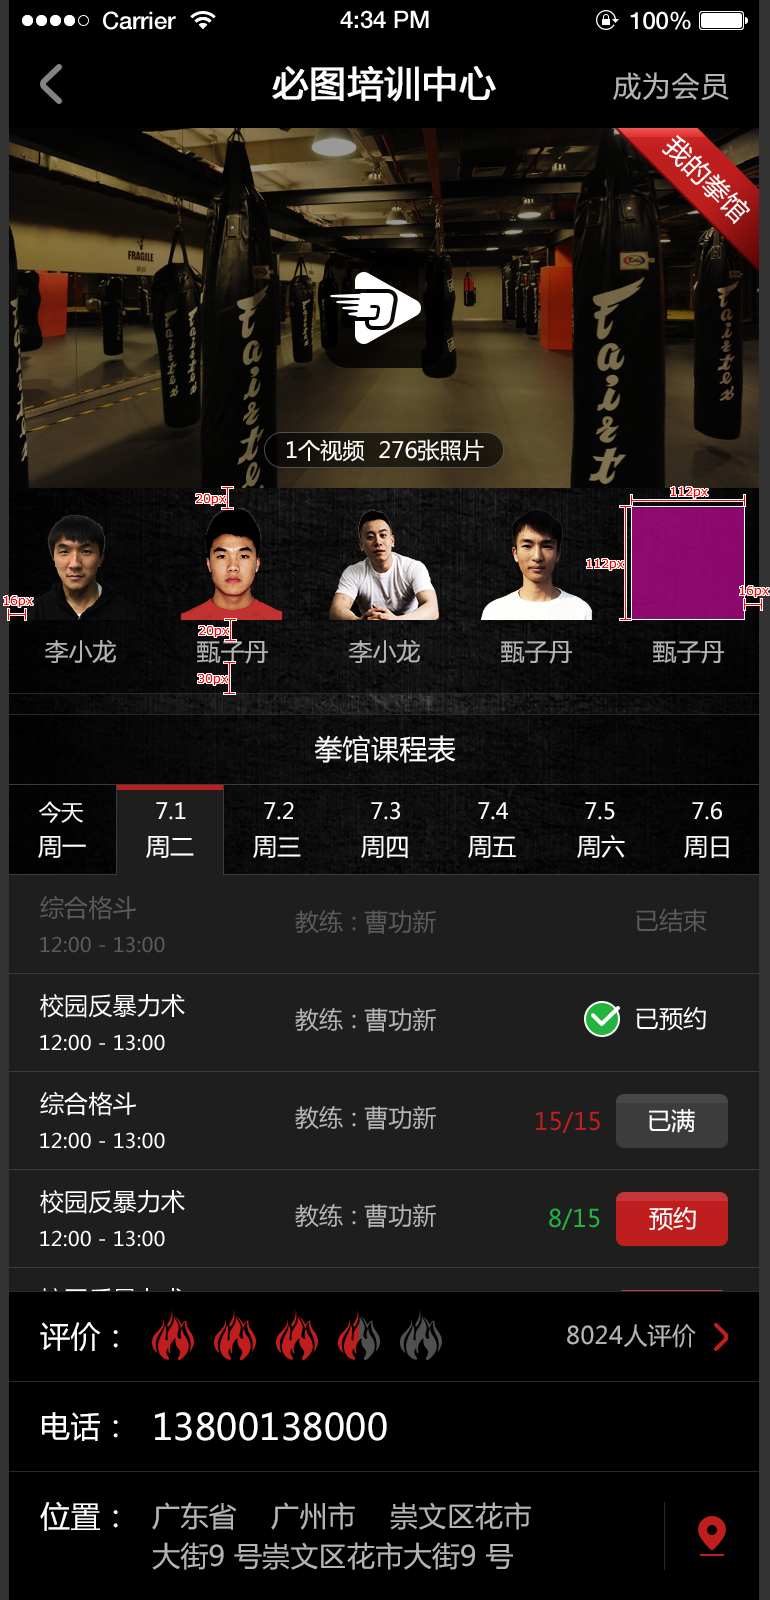 Carrier 4:34 PM 100%
必图培训中心 成为会员
我的拳馆
FRAGILE
Fairtex Fairtex Fairtex Fairtex
1个视频 276张照片
20px 112px
112px
16px 16px
20px
李小龙 甄子丹 李小龙 甄子丹 甄子丹
30px
拳馆课程表
今天 7.1 7.2 7.3 7.4 7.5 7.6
周一 周二 周三 周四 周五 周六 周日
综合格斗 教练：曹功新 已结束
12:00 - 13:00
校园反暴力术 教练：曹功新 已预约
12:00 - 13:00
综合格斗 教练：曹功新 15/15 已满
12:00 - 13:00
校园反暴力术 教练：曹功新 8/15 预约
12:00 - 13:00
评价： 8024人评价
电话： 13800138000
位置： 广东省 广州市 崇文区花市
大街9 号崇文区花市大街9 号